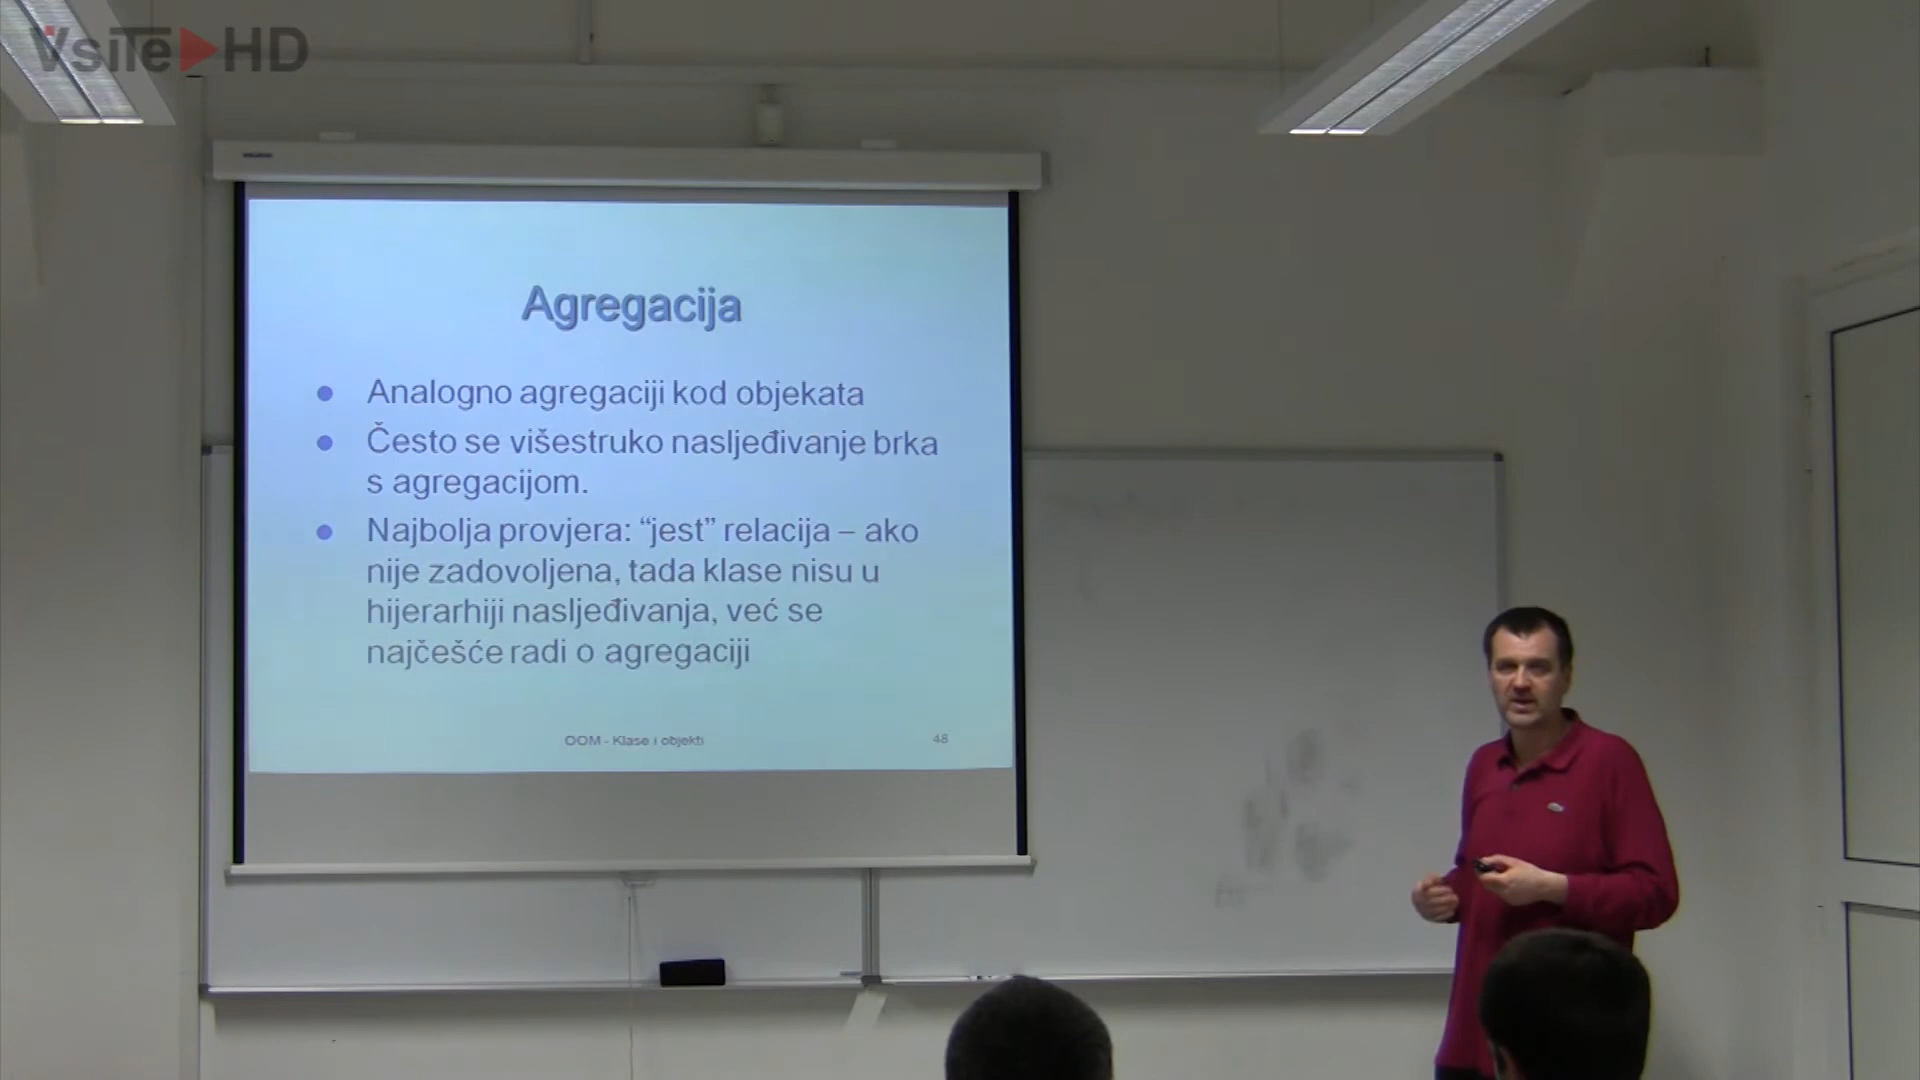 VsiTe HD
Agregacija
Analogno agregaciji kod objekata
Često se višestruko nasljeđivanje brka
s agregacijom.
Najbolja provjera: “jest” relacija – ako
nije zadovoljena, tada klase nisu u
hijerarhiji nasljeđivanja, već se
najčešće radi o agregaciji
OOM - Klase i objekti
48